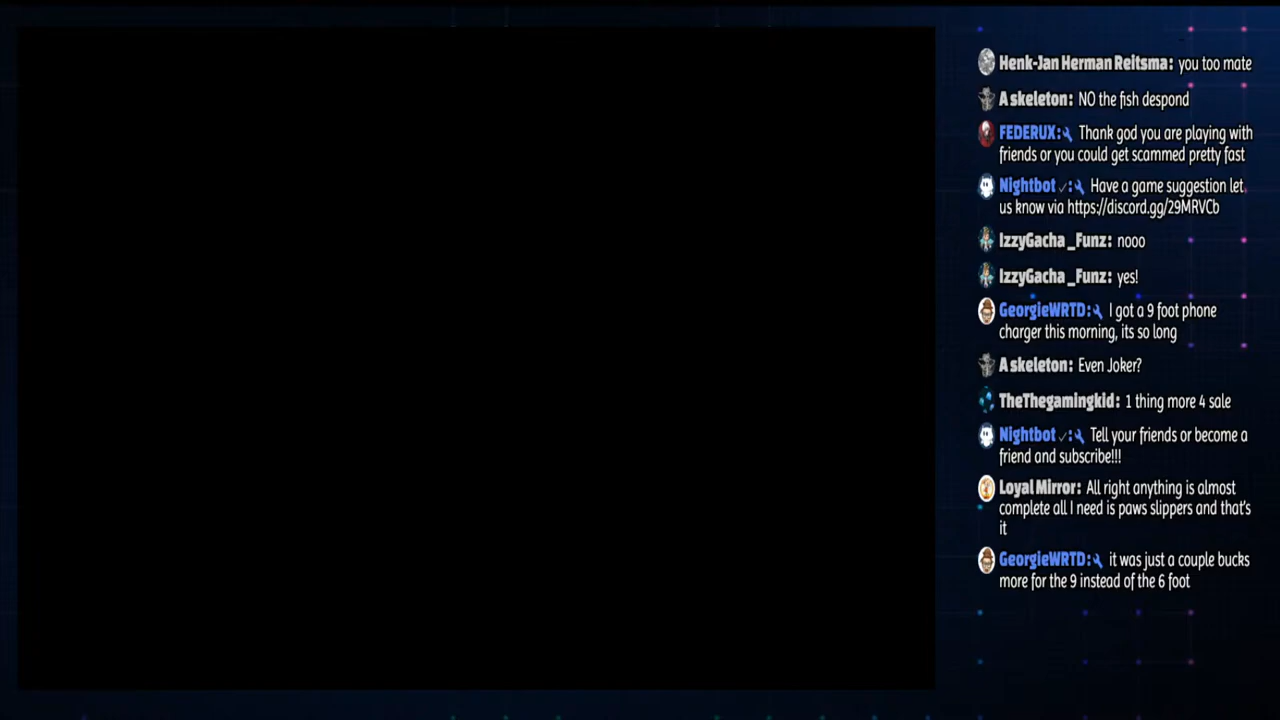 Henk-Jan Herman Reitsma: you too mate
A skeleton: NO the fish despond
FEDERUX: Thank god you are playing with
friends or you could get scammed pretty fast
Nightbot: Have a game suggestion let
us know via https://discord.gg/29MRVCb
IzzyGacha_Funz: nooo
IzzyGacha_Funz: yes!
GeorgieWRTD: I got a 9 foot phone
charger this morning, its so long
A skeleton: Even Joker?
TheThegamingkid: 1 thing more 4 sale
Nightbot: Tell your friends or become a
friend and subscribe!!!
Loyal Mirror: All right anything is almost
complete all I need is paws slippers and that's
it
GeorgieWRTD: it was just a couple bucks
more for the 9 instead of the 6 foot